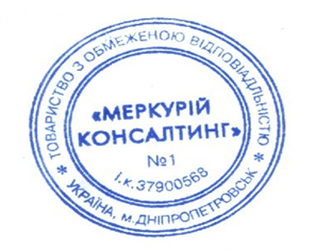 ТОВАРИСТВО З ОБМЕЖЕНОЮ ВІДПОВІДАЛЬНІСТЮ
«МЕРКУРІЙ
КОНСАЛТИНГ»
№1
І.К.37900568
* УКРАЇНА, М.ДНІПРОПЕТРОВСЬК *